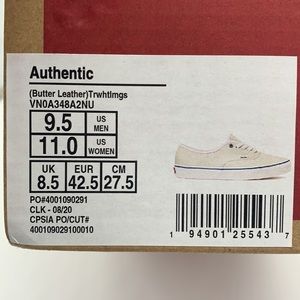 Authentic
(Butter Leather)Trwhtlmgs
VN0A348A2NU
9.5 US MEN
11.0 US WOMEN
UK EUR CM
8.5 42.5 27.5
PO#4001090291
CLK - 08/20
CPSIA PO/CUT#
400109029100010
1 94901 25543 7